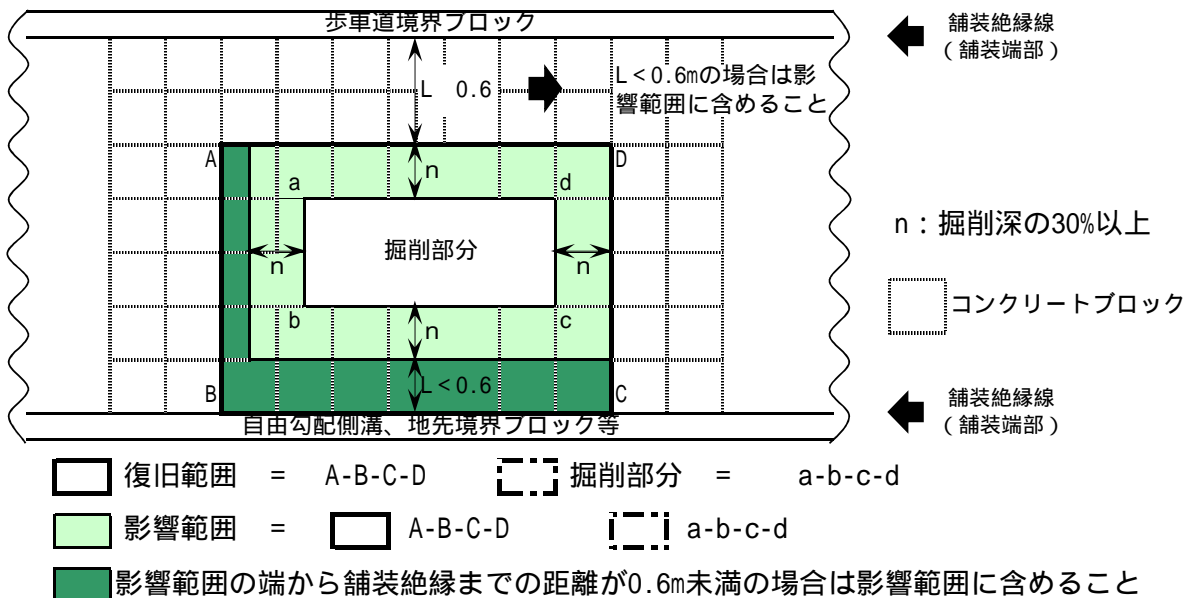 歩車道境界ブロック
舗装絶縁線
(舗装端部)
L 0.6
L<0.6mの場合は影
響範囲に含めること
A
D
n
a
d
n:掘削深の30%以上
掘削部分
n
n
コンクリートブロック
b
c
n
L<0.6
B
C
舗装絶縁線
(舗装端部)
自由勾配側溝、地先境界ブロック等
復旧範囲 = A-B-C-D 掘削部分 = a-b-c-d
影響範囲 = A-B-C-D a-b-c-d
影響範囲の端から舗装絶縁までの距離が0.6m未満の場合は影響範囲に含めること